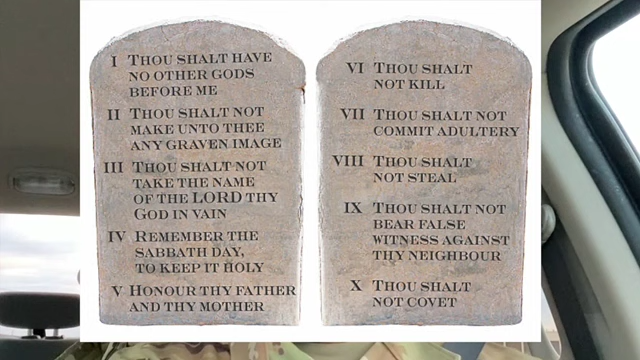 I THOU SHALT HAVE
NO OTHER GODS
BEFORE ME
II THOU SHALT NOT
MAKE UNTO THEE
ANY GRAVEN IMAGE
III THOU SHALT NOT
TAKE THE NAME
OF THE LORD THY
GOD IN VAIN
IV REMEMBER THE
SABBATH DAY,
TO KEEP IT HOLY
V HONOUR THY FATHER
AND THY MOTHER
VI THOU SHALT
NOT KILL
VII THOU SHALT NOT
COMMIT ADULTERY
VIII THOU SHALT
NOT STEAL
IX THOU SHALT NOT
BEAR FALSE
WITNESS AGAINST
THY NEIGHBOUR
X THOU SHALT
NOT COVET